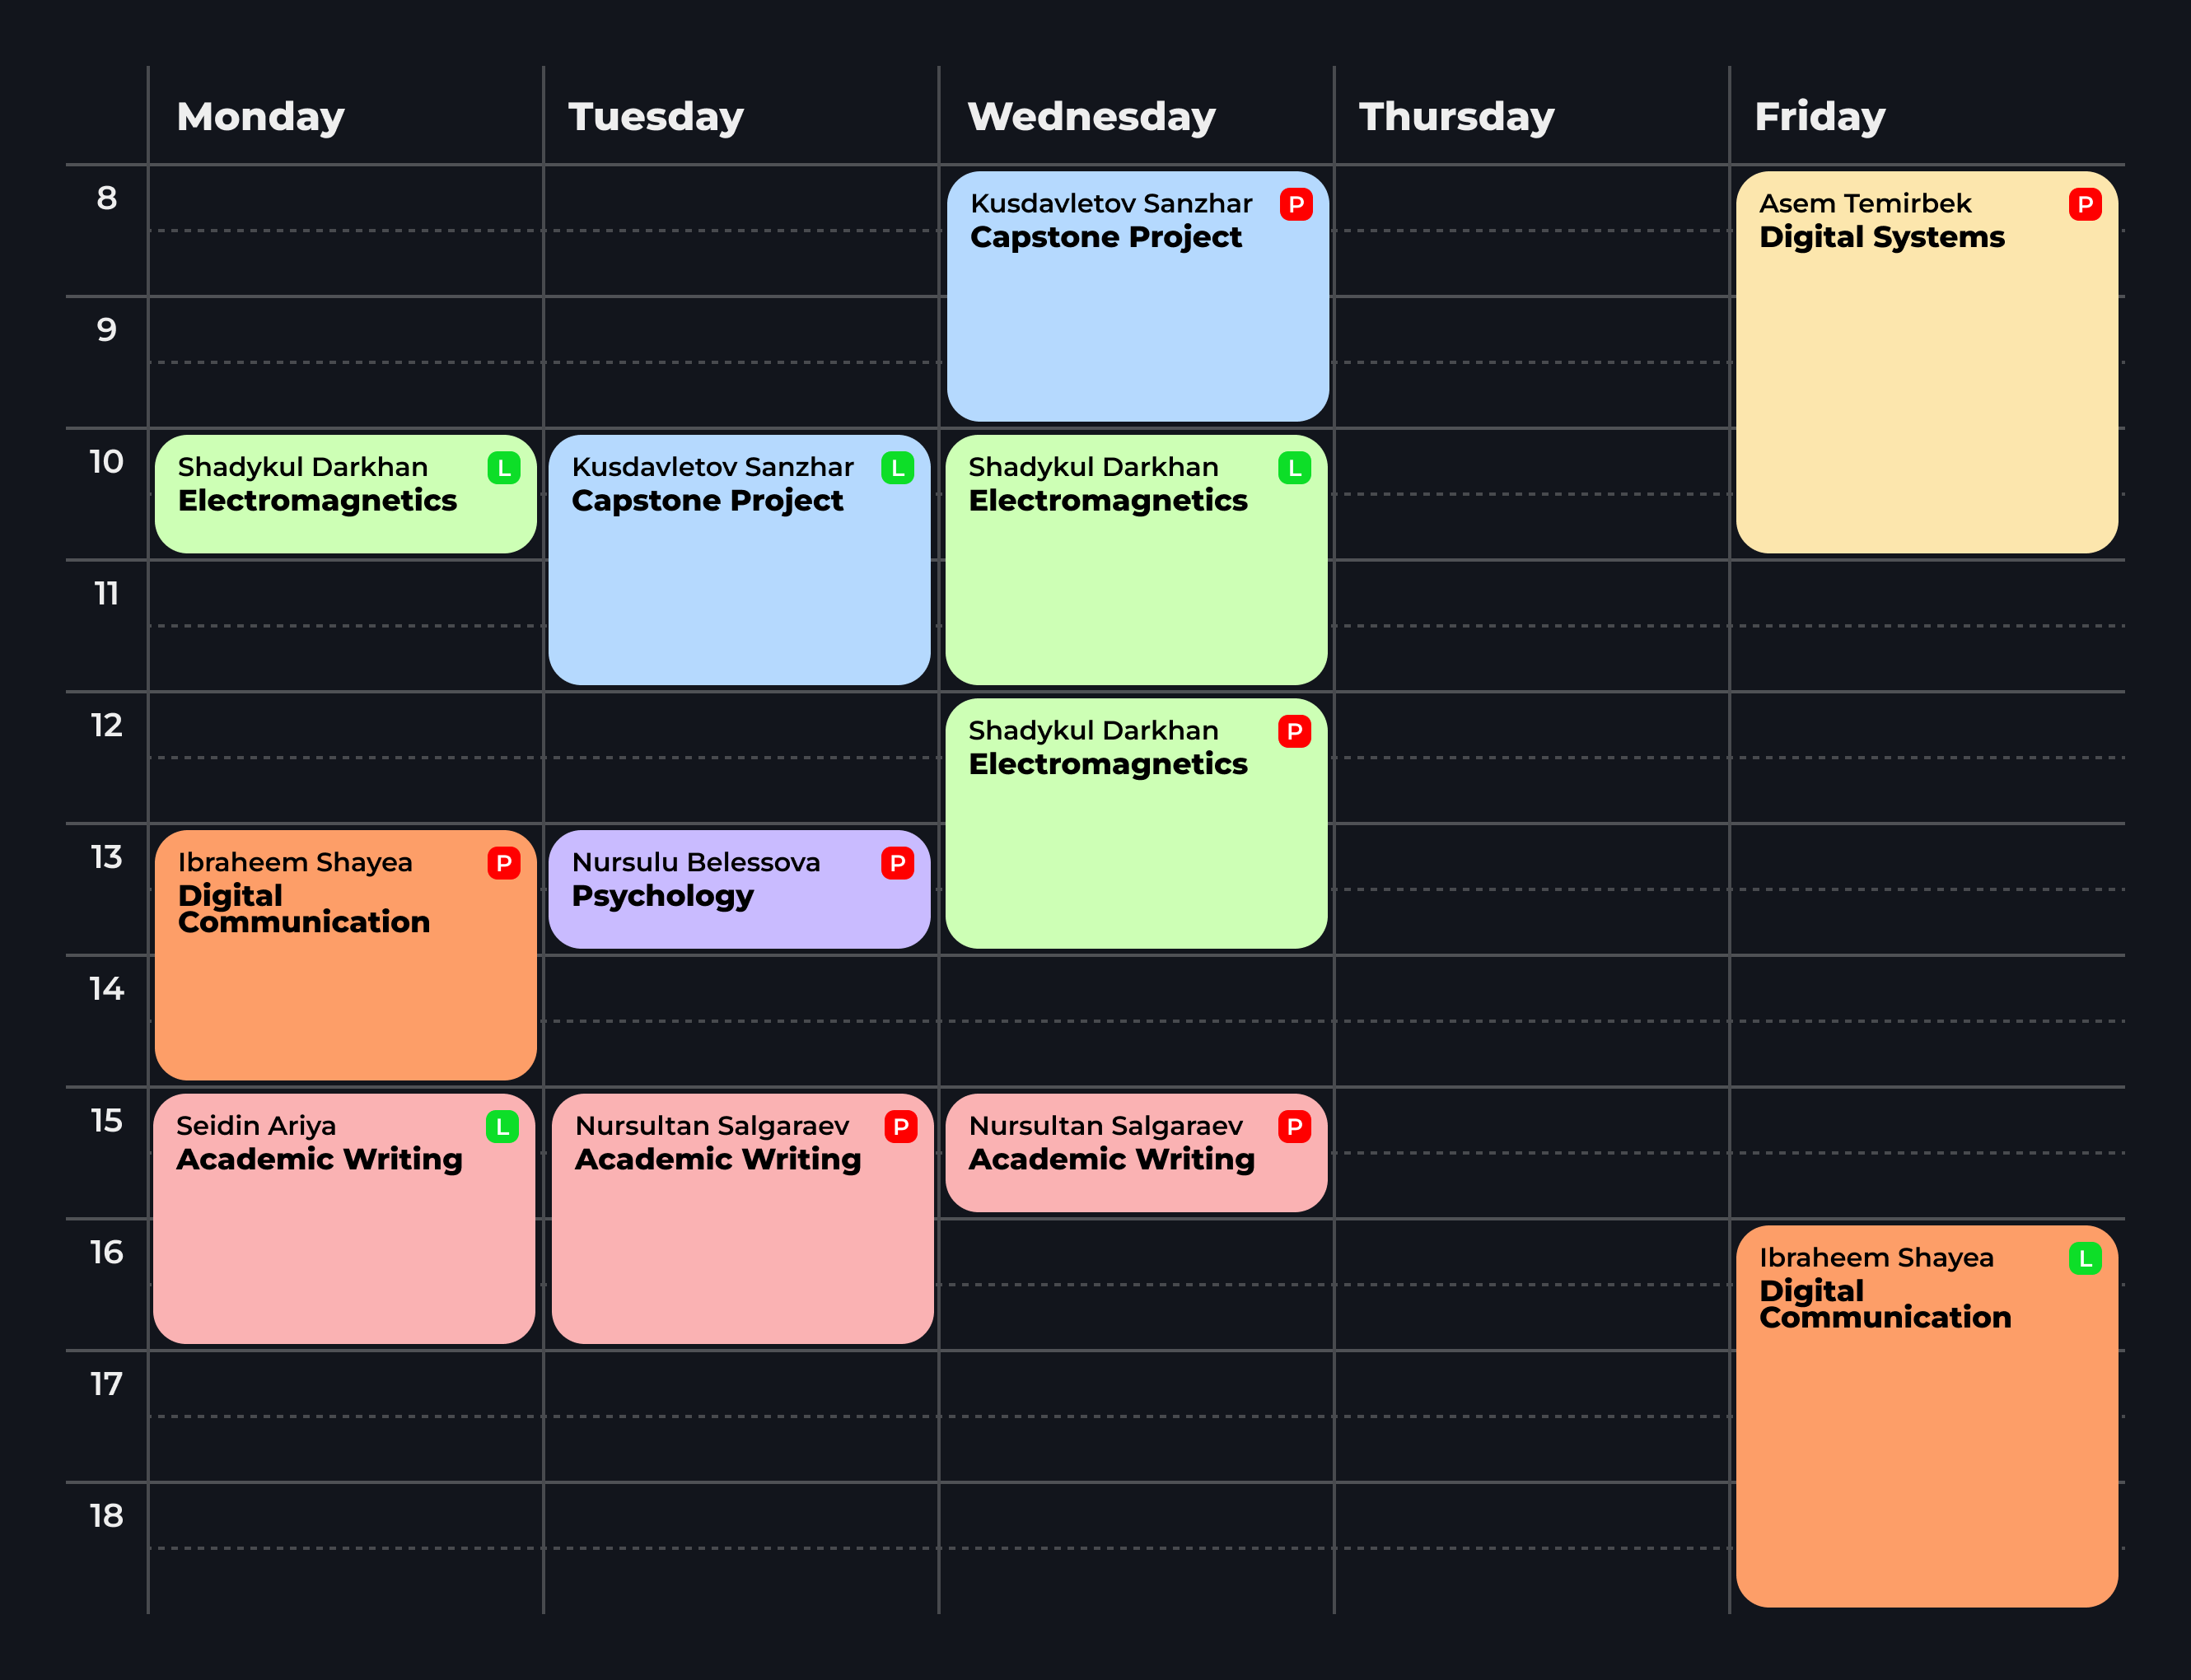 Monday Tuesday Wednesday Thursday Friday
8
Kusdavletov Sanzhar P
Capstone Project
Asem Temirbek P
Digital Systems
9
10
Shadykul Darkhan L
Electromagnetics
Kusdavletov Sanzhar L
Capstone Project
Shadykul Darkhan L
Electromagnetics
11
12
Shadykul Darkhan P
Electromagnetics
13
Ibraheem Shayea P
Digital
Communication
Nursulu Belessova P
Psychology
14
15
Seidin Ariya L
Academic Writing
Nursultan Salgaraev P
Academic Writing
Nursultan Salgaraev P
Academic Writing
16
Ibraheem Shayea L
Digital
Communication
17
18